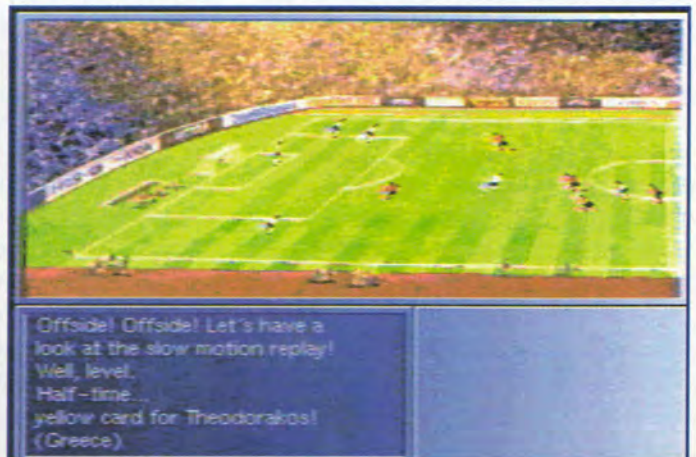 Offside! Offside! Let's have a
look at the slow motion replay!
Well, level.
Half-time...
yellow card for Theodorakos!
(Greece)